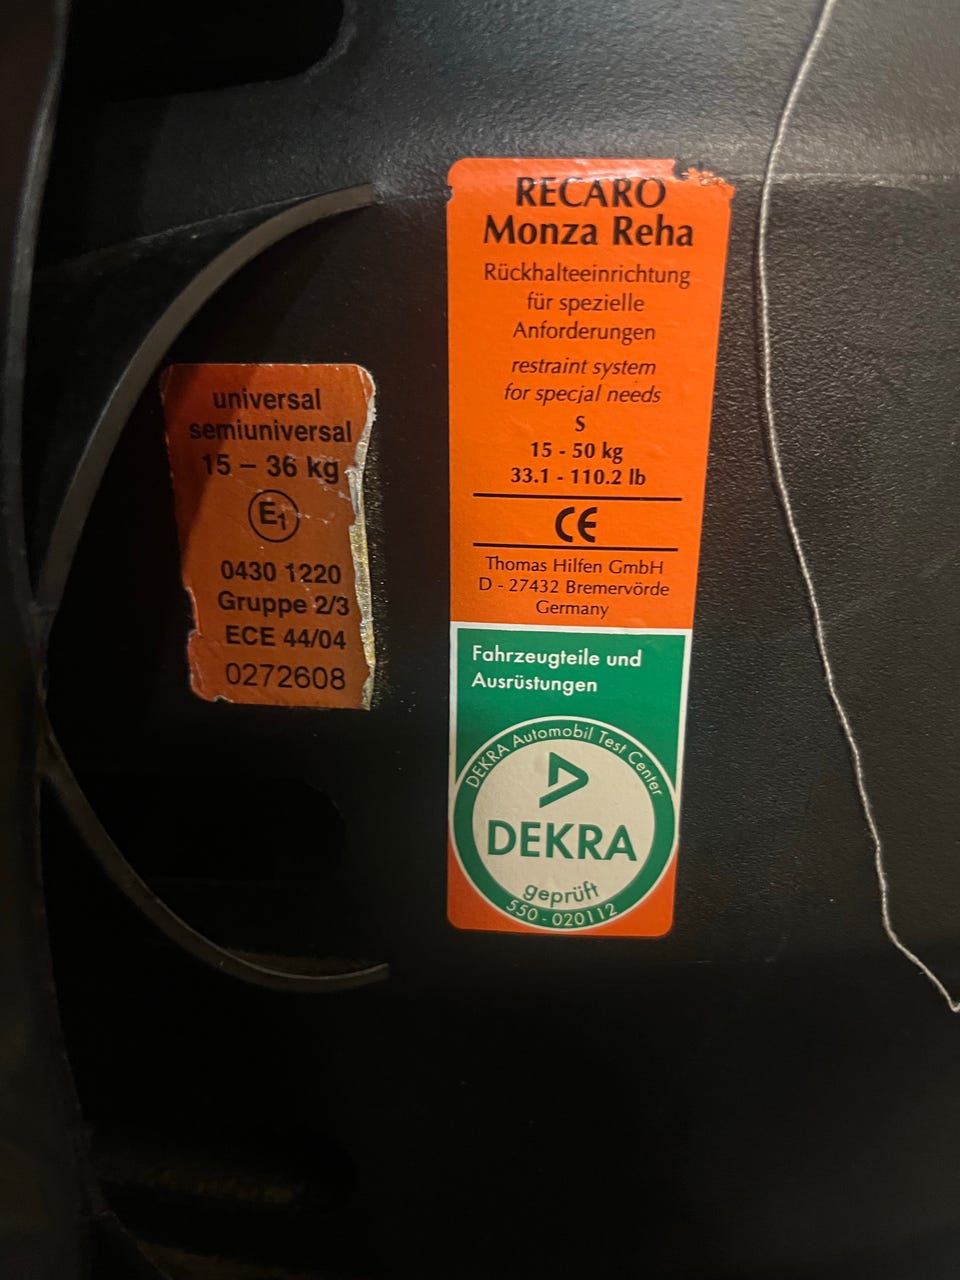 universal
semiuniversal
15 – 36 kg
E1
0430 1220
Gruppe 2/3
ECE 44/04
0272608
RECARO
Monza Reha
Rückhalteeinrichtung
für spezielle
Anforderungen
restraint system
for special needs
S
15 - 50 kg
33.1 - 110.2 lb
CE
Thomas Hilfen GmbH
D - 27432 Bremervörde
Germany
Fahrzeugteile und
Ausrüstungen
DEKRA Automobil Test Center
DEKRA
geprüft
550 - 020112